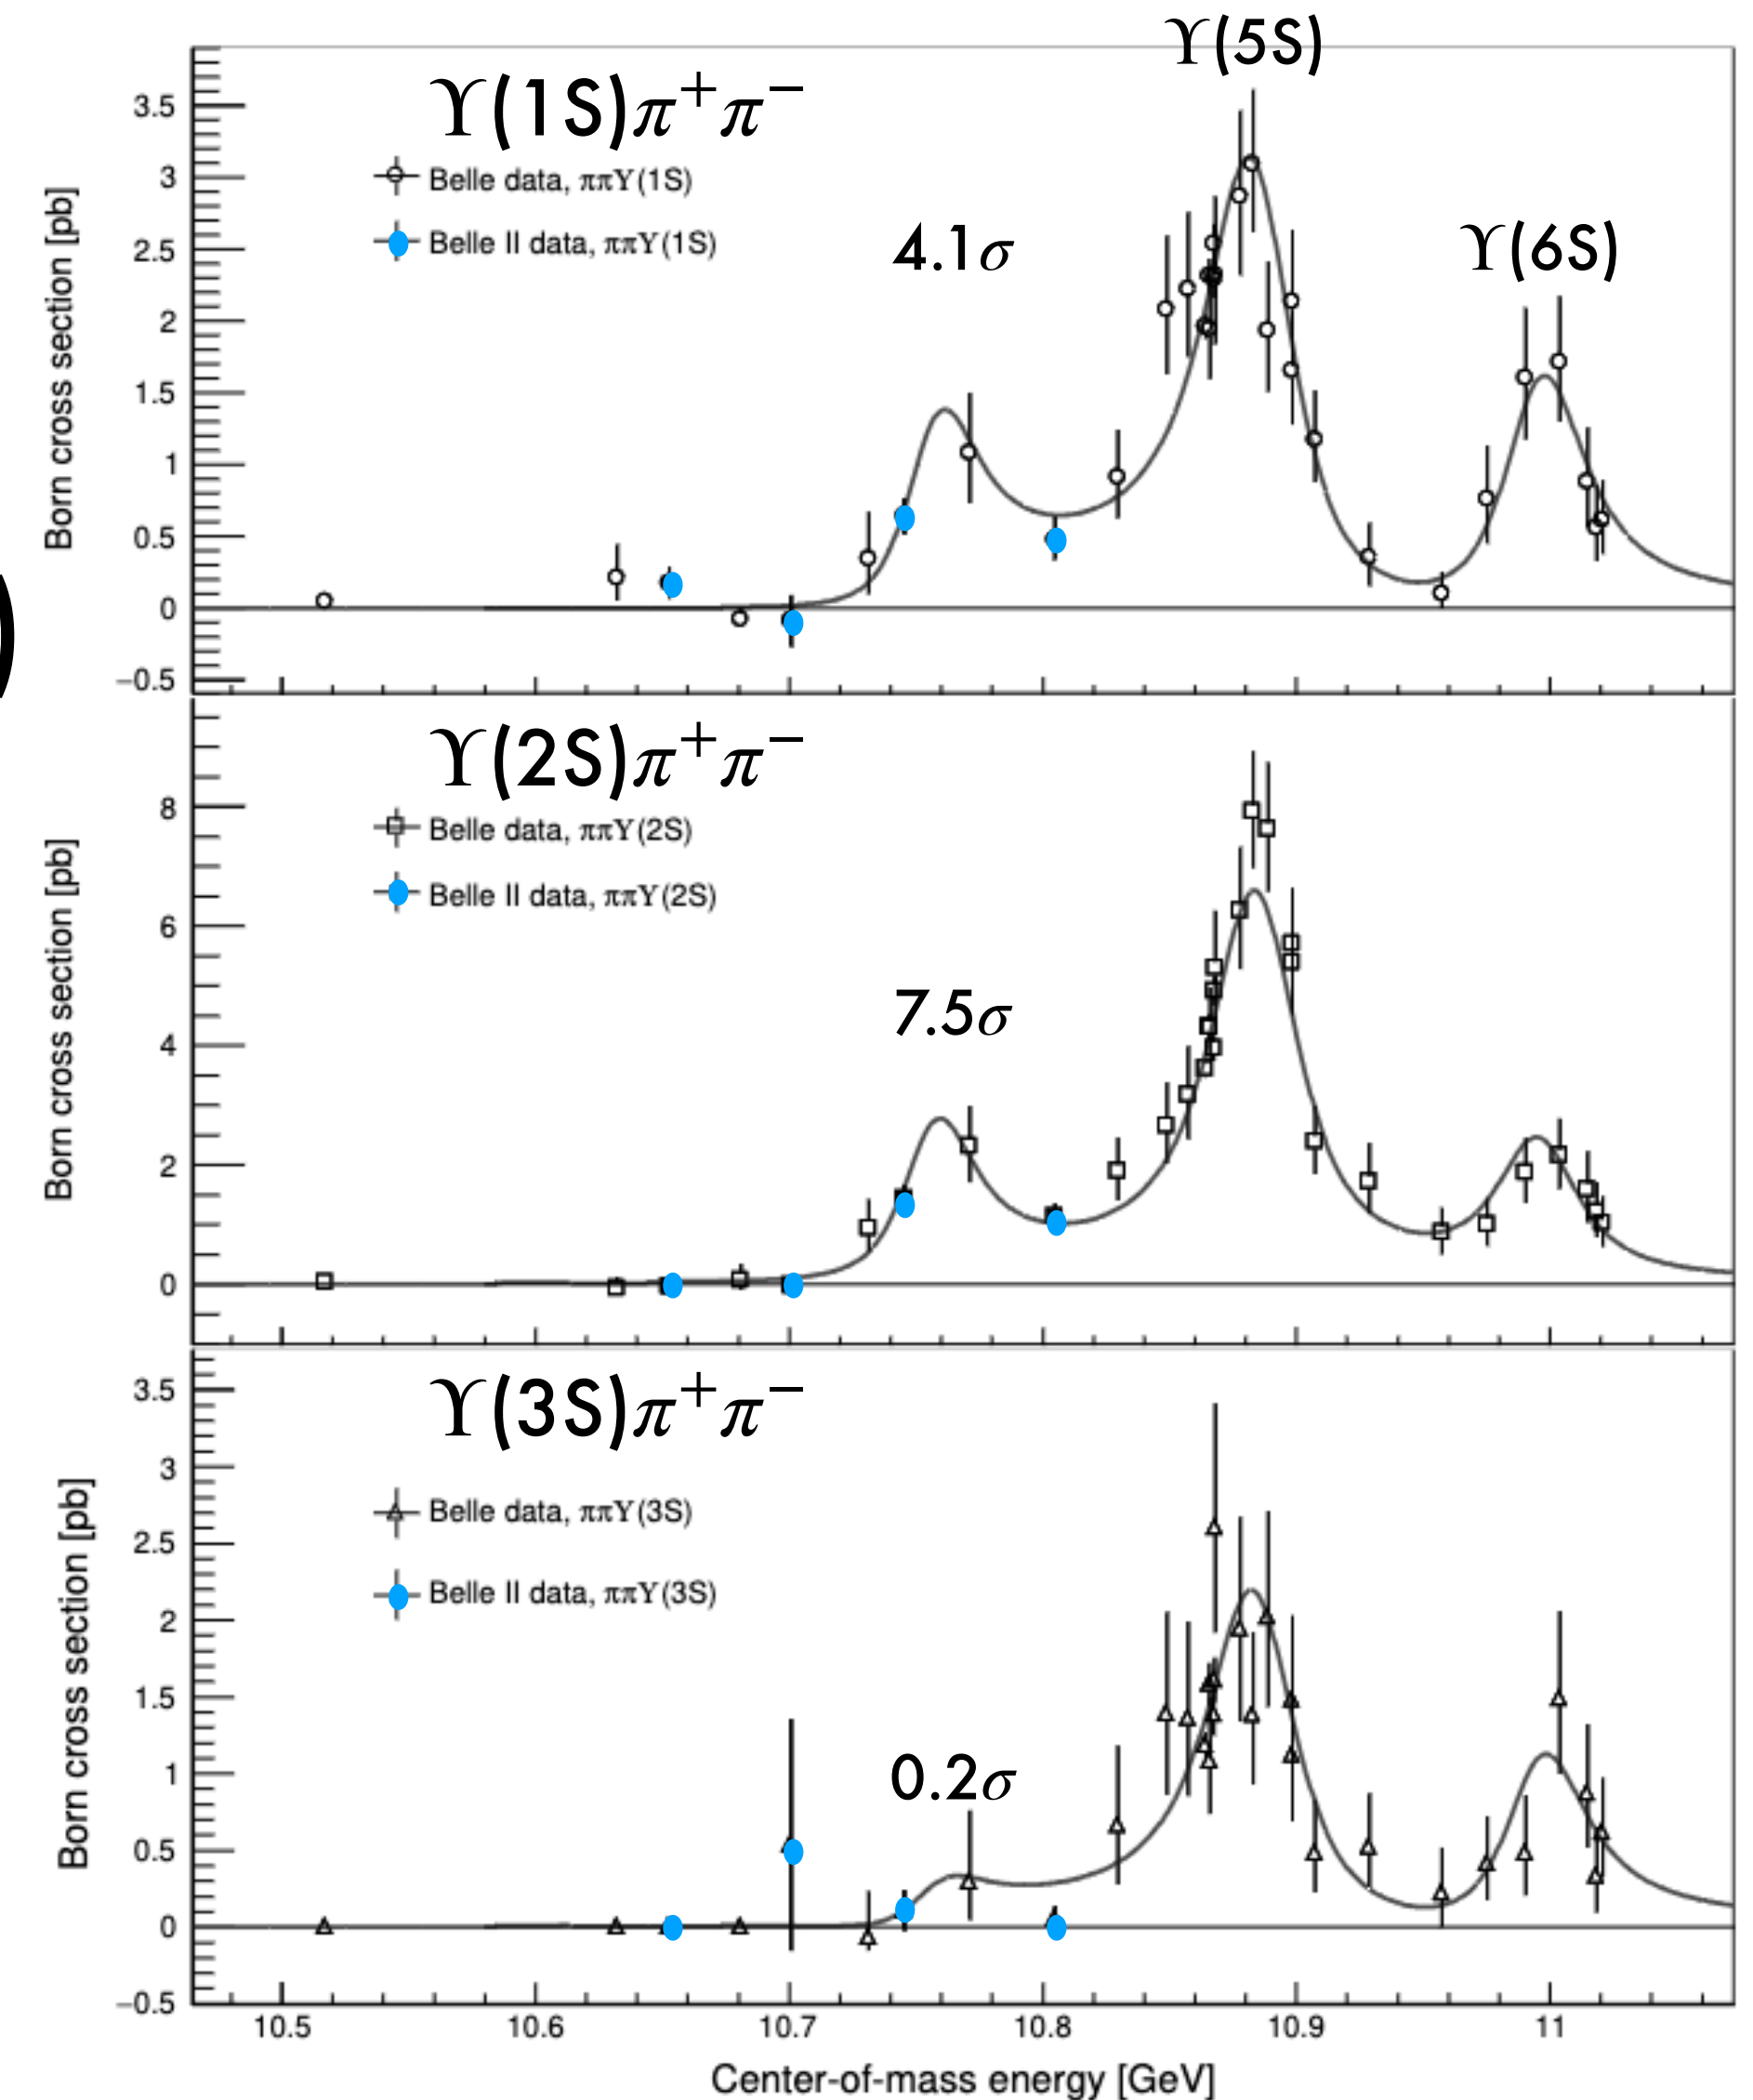 ϒ(5S)
ϒ(1S)π⁺π⁻
Belle data, ππϒ(1S)
Belle II data, ππϒ(1S)
4.1σ
ϒ(6S)
Born cross section [pb]
3.5
3
2.5
2
1.5
1
0.5
0
−0.5
)
ϒ(2S)π⁺π⁻
Belle data, ππϒ(2S)
Belle II data, ππϒ(2S)
7.5σ
Born cross section [pb]
8
6
4
2
0
ϒ(3S)π⁺π⁻
Belle data, ππϒ(3S)
Belle II data, ππϒ(3S)
0.2σ
Born cross section [pb]
3.5
3
2.5
2
1.5
1
0.5
0
−0.5
10.5 10.6 10.7 10.8 10.9 11
Center-of-mass energy [GeV]